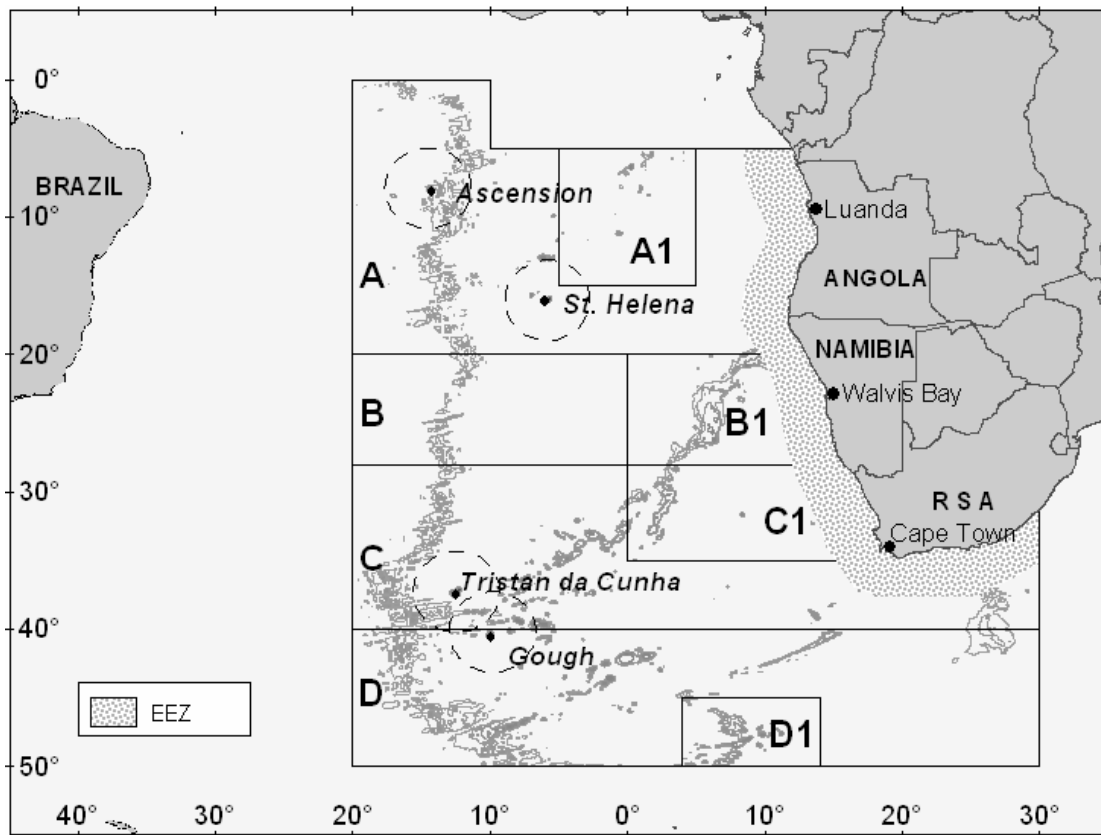 0°
BRAZIL
Ascension
10°
Luanda
A1
A
ANGOLA
St. Helena
20°
NAMIBIA
B
B1
Walvis Bay
30°
C1
RSA
Cape Town
C
Tristan da Cunha
40°
Gough
D
EEZ
D1
50°
40° 30° 20° 10° 0° 10° 20° 30°